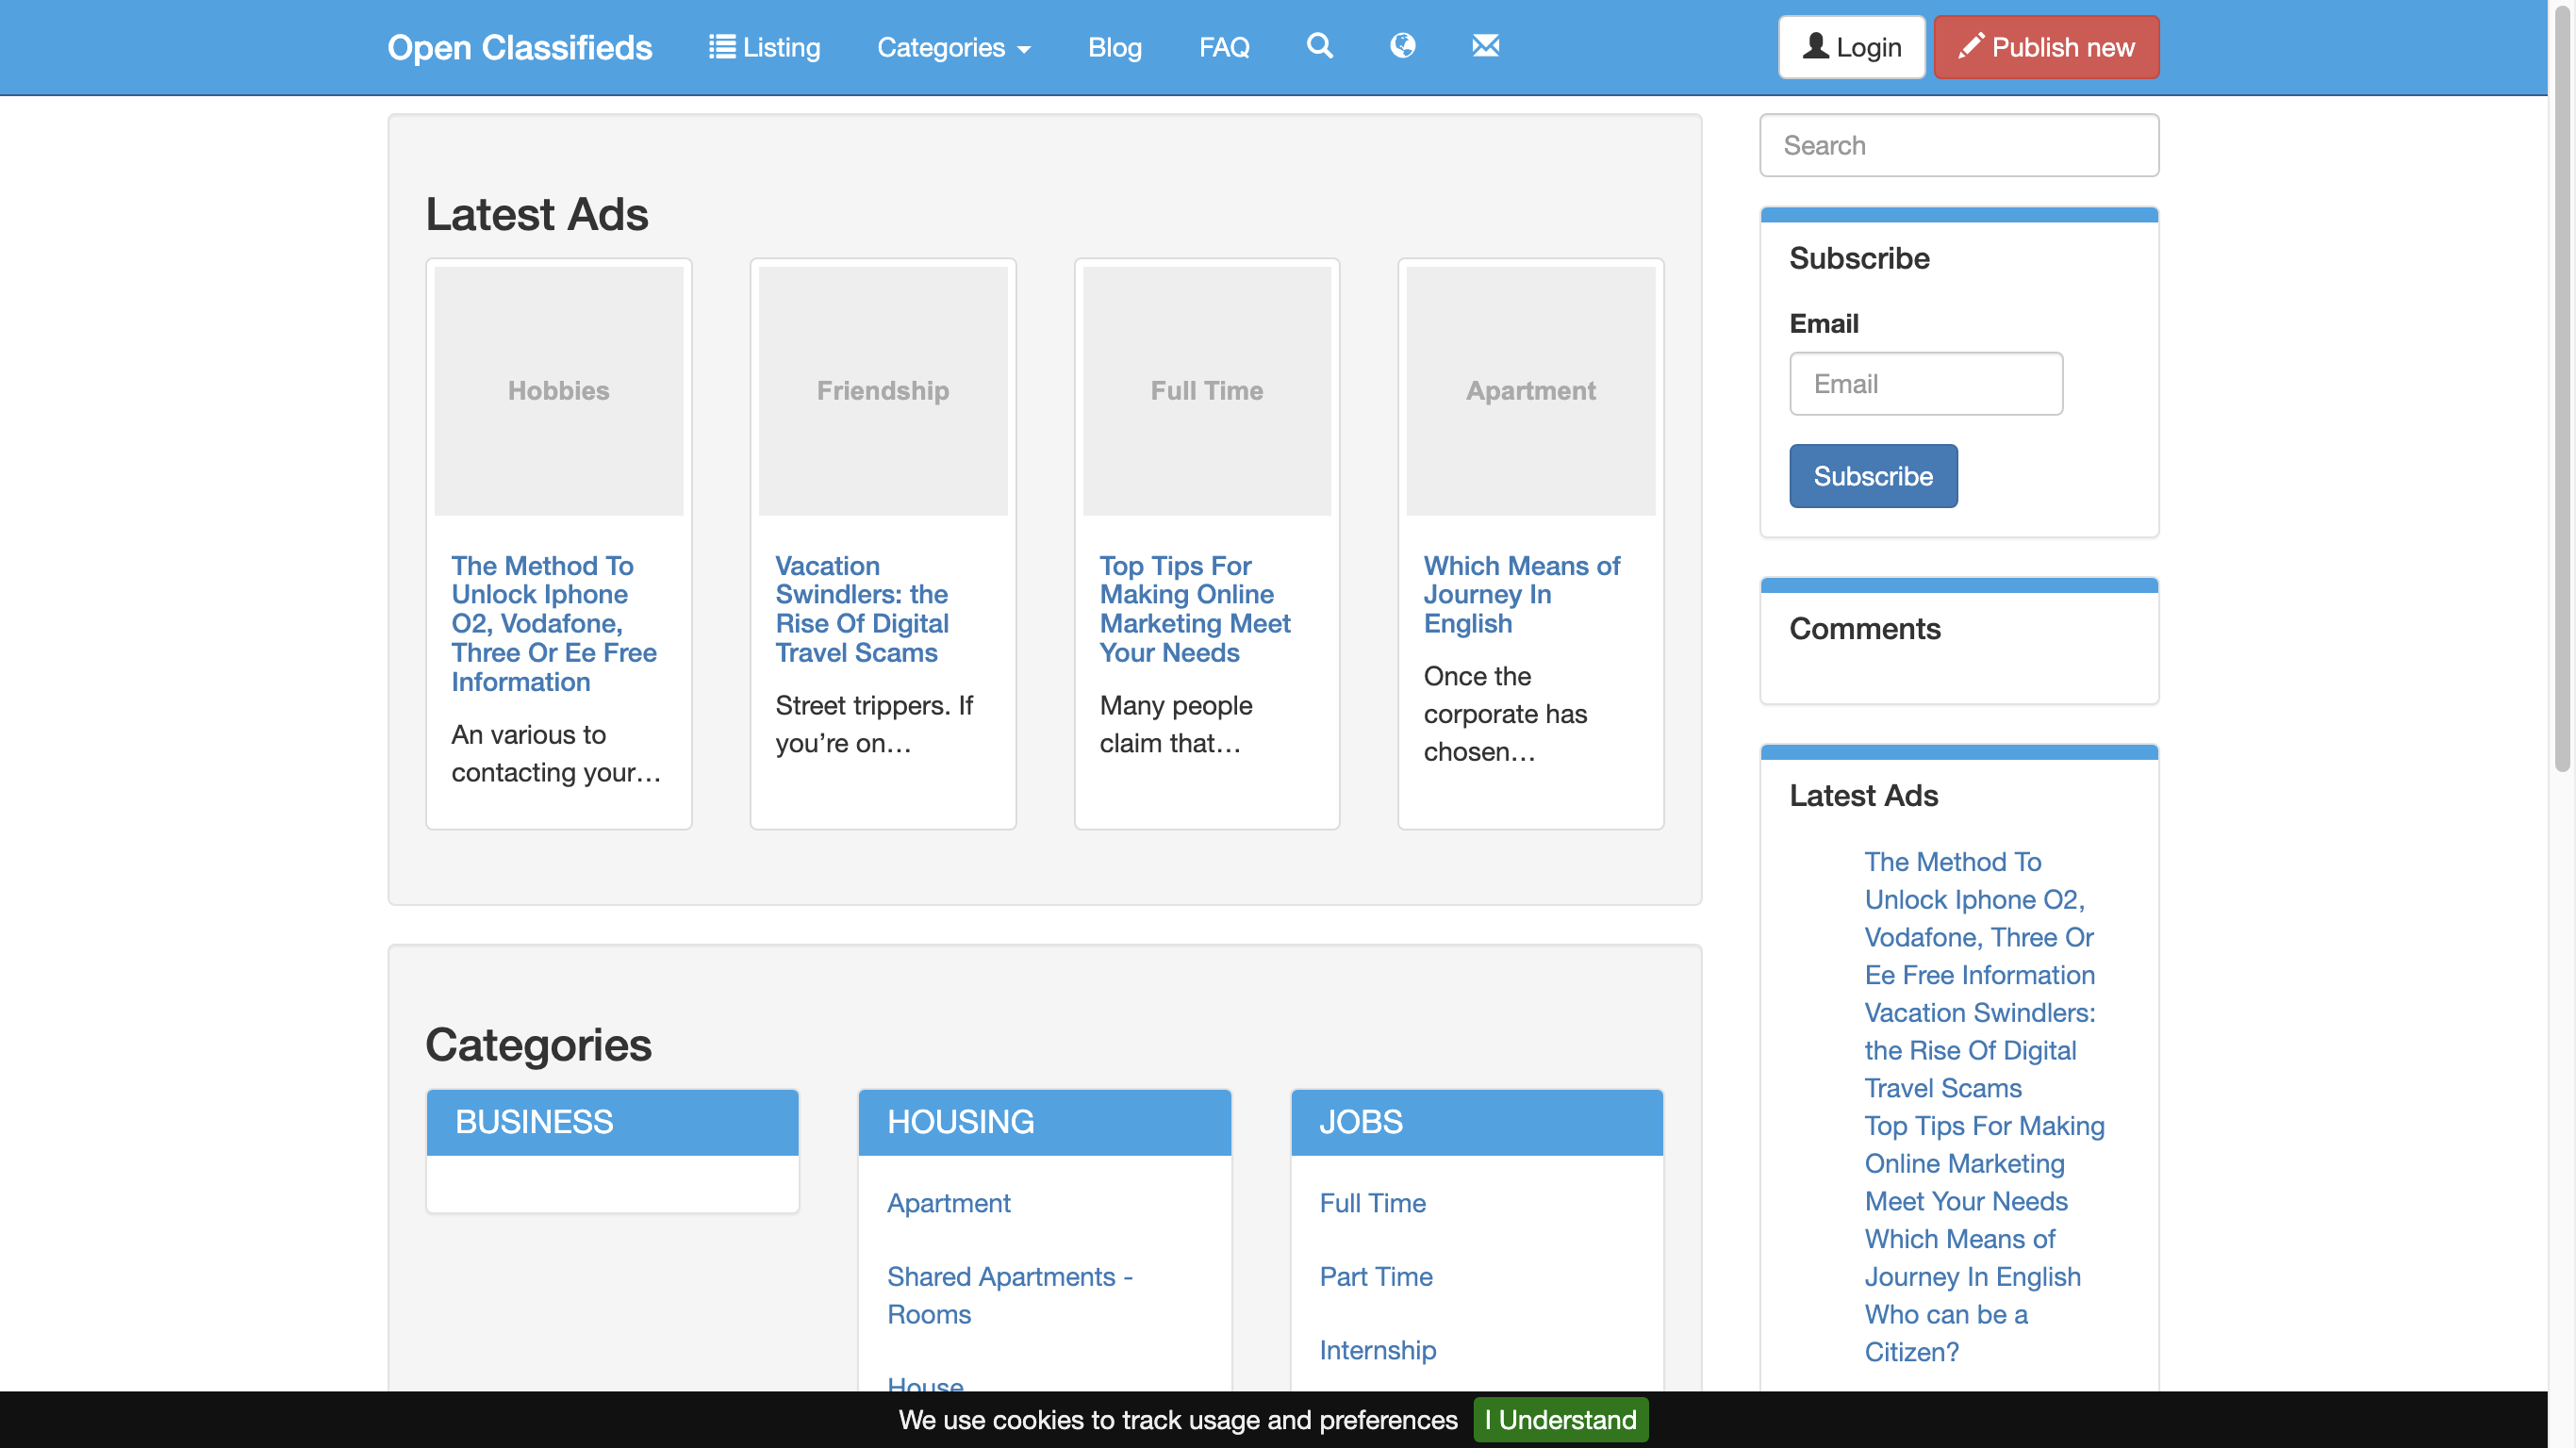 Open Classifieds
Listing
Categories
Blog
FAQ
Login
Publish new
Latest Ads
Hobbies
The Method To
Unlock Iphone
O2, Vodafone,
Three Or Ee Free
Information
An various to
contacting your…
Friendship
Vacation
Swindlers: the
Rise Of Digital
Travel Scams
Street trippers. If
you’re on…
Full Time
Top Tips For
Making Online
Marketing Meet
Your Needs
Many people
claim that…
Apartment
Which Means of
Journey In
English
Once the
corporate has
chosen…
Categories
BUSINESS
HOUSING
Apartment
Shared Apartments -
Rooms
House
JOBS
Full Time
Part Time
Internship
Search
Subscribe
Email
Email
Subscribe
Comments
Latest Ads
The Method To
Unlock Iphone O2,
Vodafone, Three Or
Ee Free Information
Vacation Swindlers:
the Rise Of Digital
Travel Scams
Top Tips For Making
Online Marketing
Meet Your Needs
Which Means of
Journey In English
Who can be a
Citizen?
We use cookies to track usage and preferences
I Understand